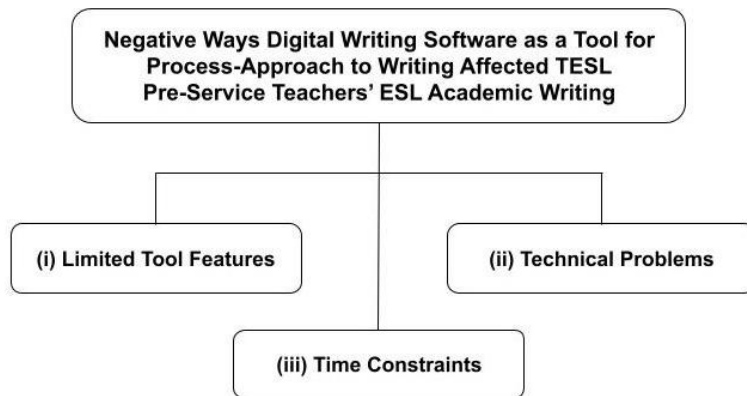 Negative Ways Digital Writing Software as a Tool for
Process-Approach to Writing Affected TESL
Pre-Service Teachers’ ESL Academic Writing
(i) Limited Tool Features
(ii) Technical Problems
(iii) Time Constraints